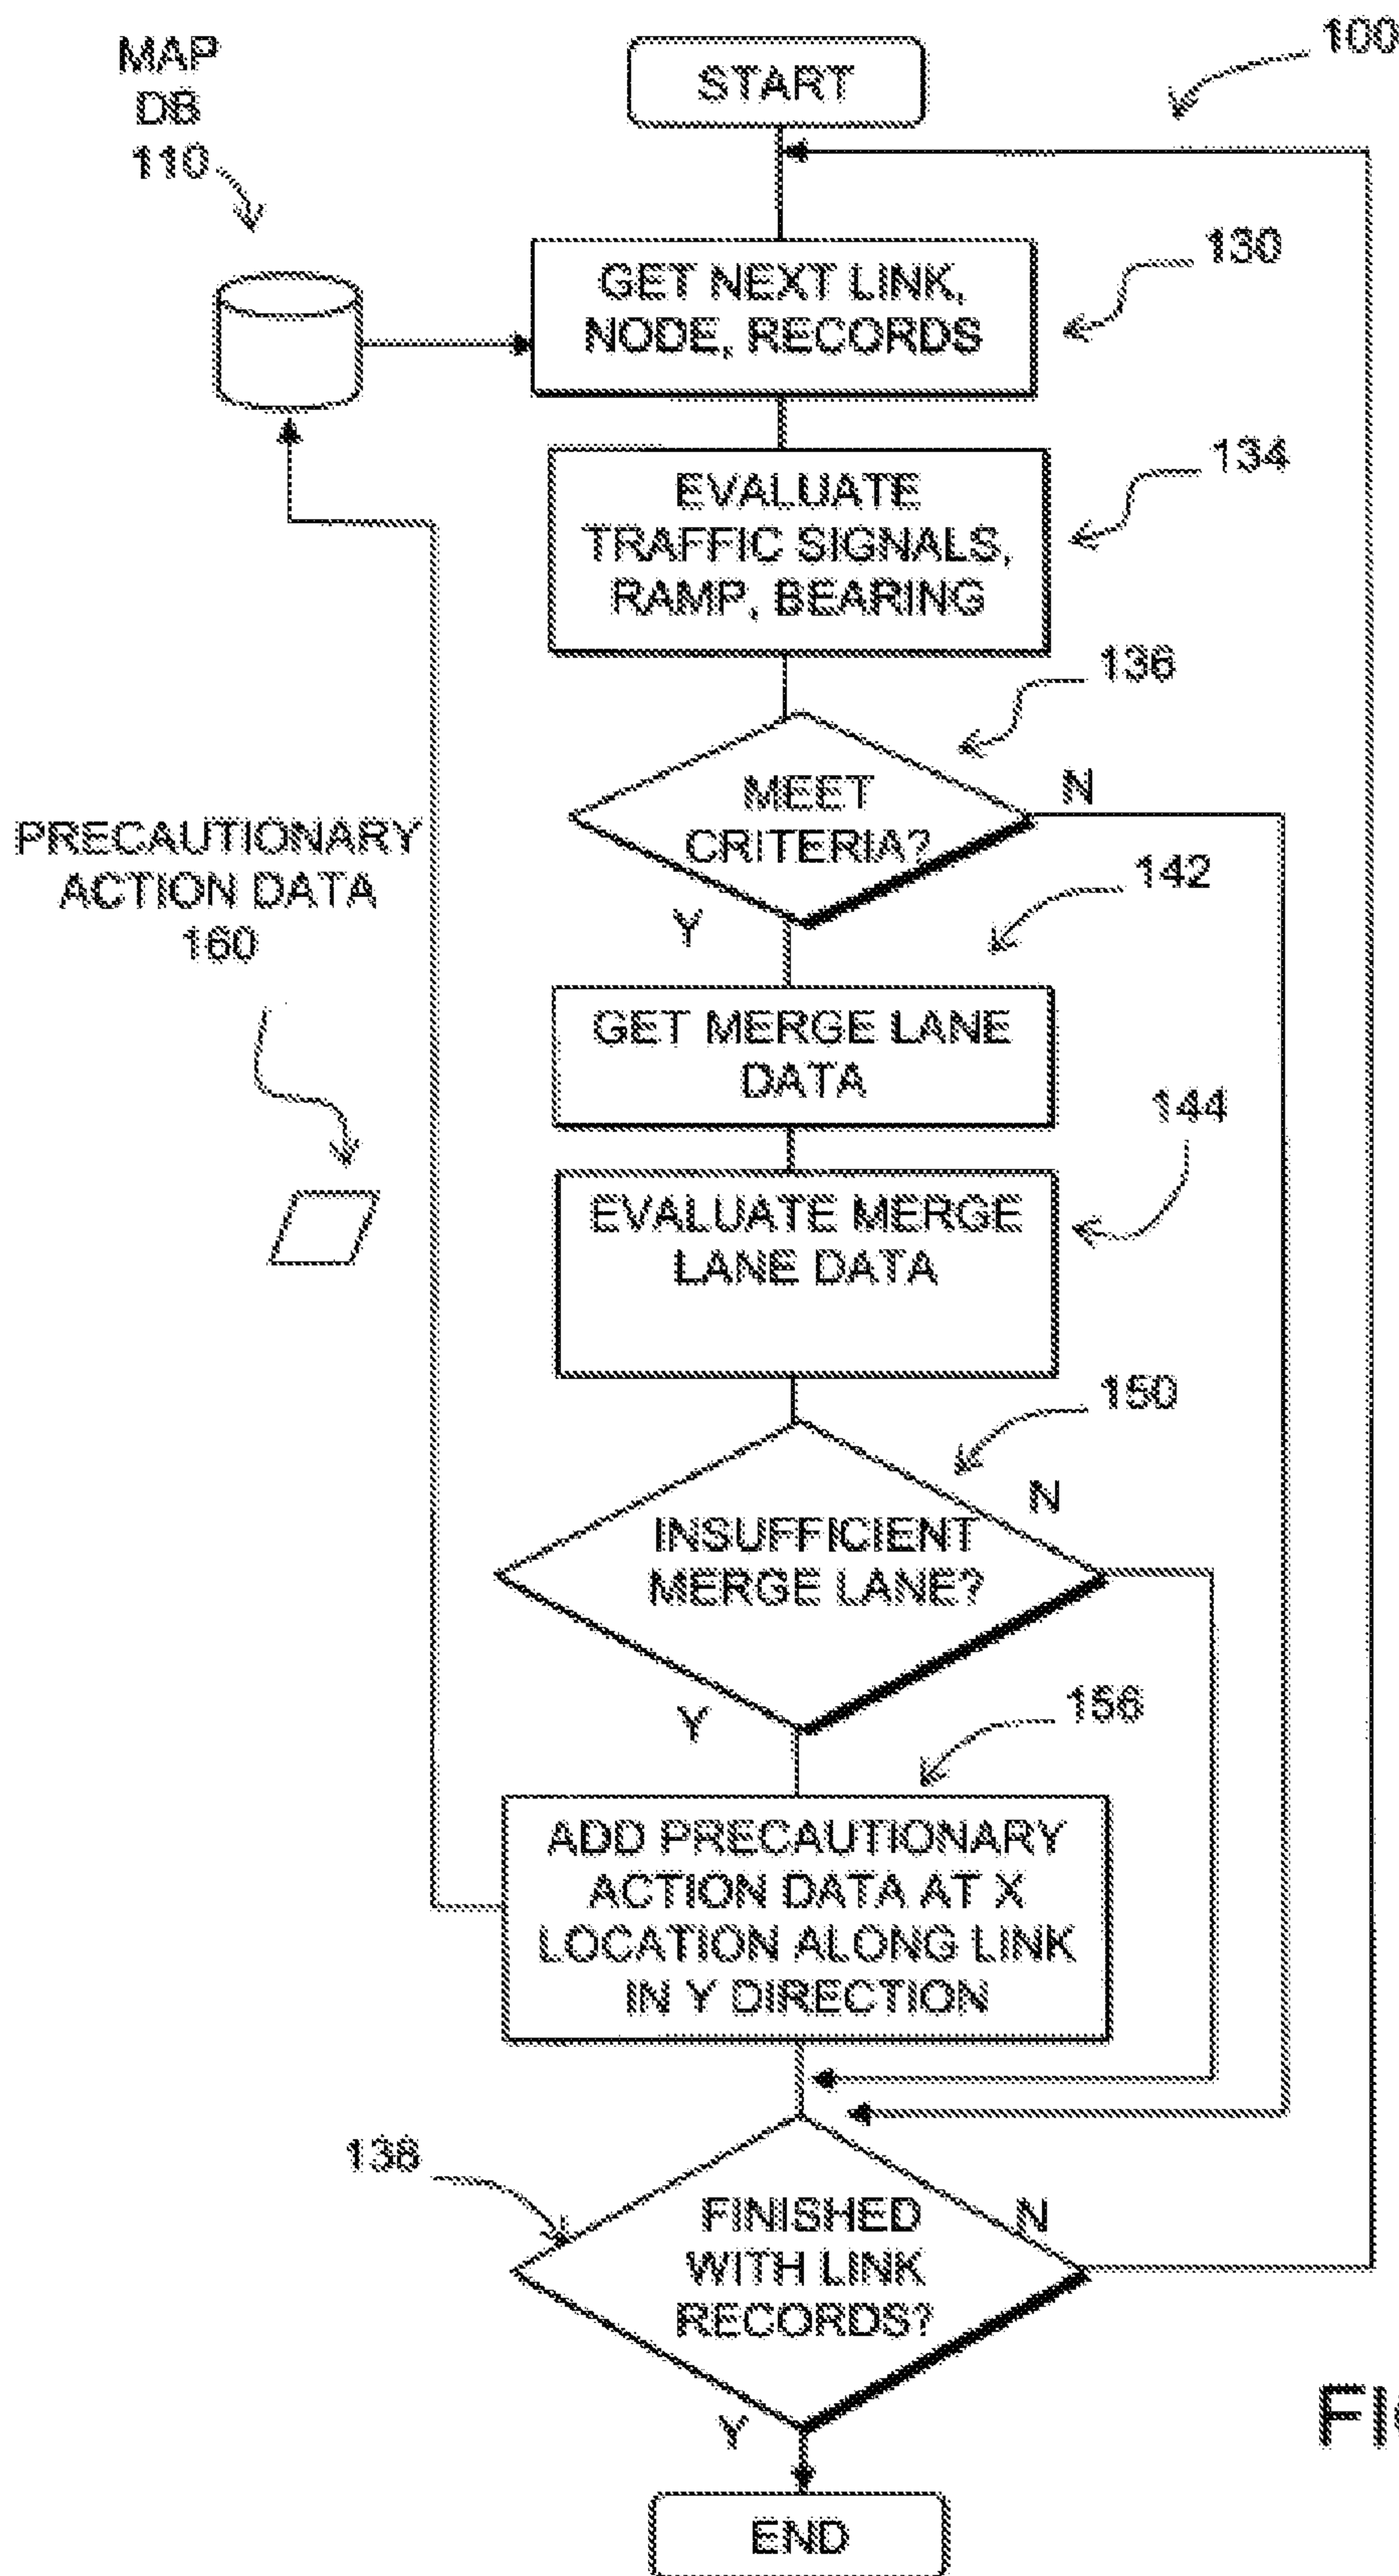 100
MAP
DB
110
START
130
GET NEXT LINK,
NODE, RECORDS
134
EVALUATE
TRAFFIC SIGNALS,
RAMP, BEARING
136
MEET
CRITERIA?
N
Y
PRECAUTIONARY
ACTION DATA
160
142
GET MERGE LANE
DATA
144
EVALUATE MERGE
LANE DATA
150
INSUFFICIENT
MERGE LANE?
N
Y
156
ADD PRECAUTIONARY
ACTION DATA AT X
LOCATION ALONG LINK
IN Y DIRECTION
138
FINISHED
WITH LINK
RECORDS?
N
Y
END